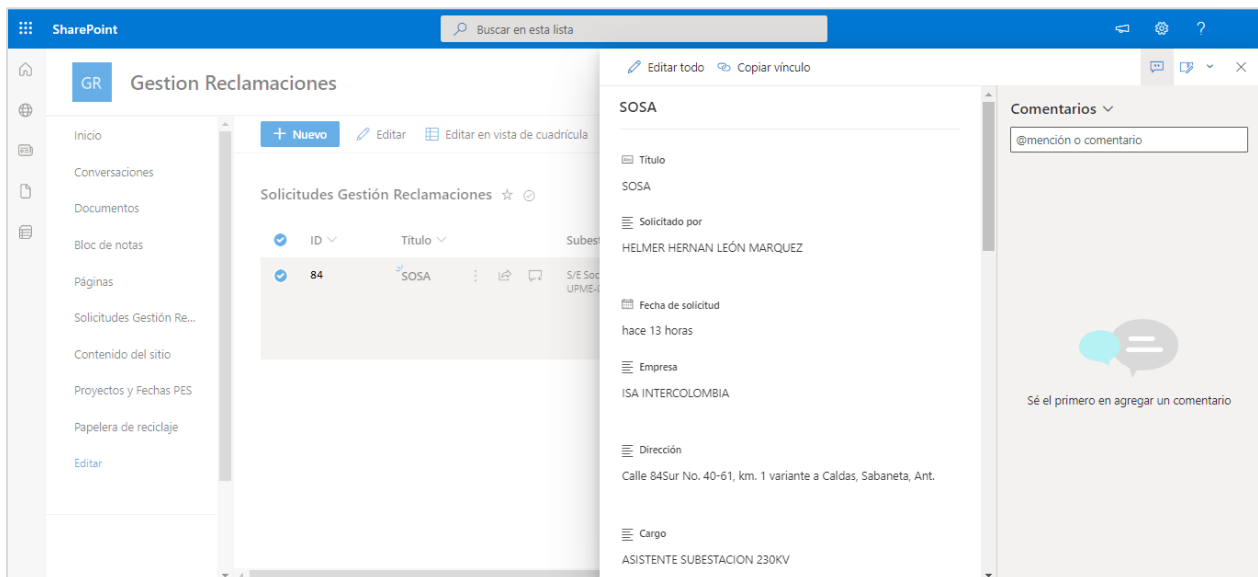 SharePoint
Buscar en esta lista
?
GR
Gestion Reclamaciones
Inicio
Conversaciones
Documentos
Bloc de notas
Páginas
Solicitudes Gestión Re...
Contenido del sitio
Proyectos y Fechas PES
Papelera de reciclaje
Editar
+ Nuevo
Editar
Editar en vista de cuadrícula
Solicitudes Gestión Reclamaciones
ID
Título
Subest
84
SOSA
S/E Soc
Editar todo
Copiar vínculo
SOSA
Título
SOSA
Solicitado por
HELMER HERNAN LEÓN MARQUEZ
Fecha de solicitud
hace 13 horas
Empresa
ISA INTERCOLOMBIA
Dirección
Calle 84Sur No. 40-61, km. 1 variante a Caldas, Sabaneta, Ant.
Cargo
ASISTENTE SUBESTACION 230KV
Comentarios
@mención o comentario
Sé el primero en agregar un comentario